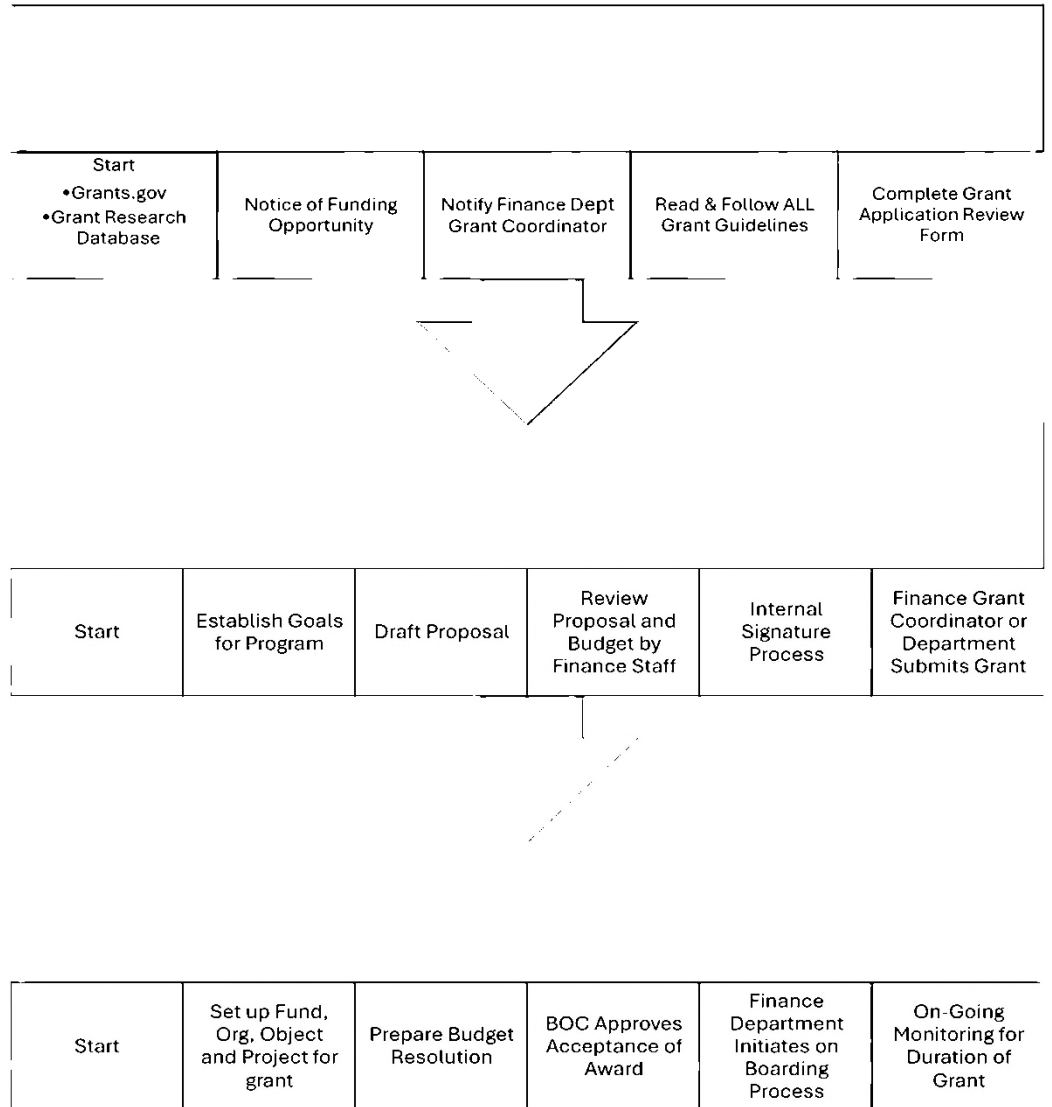 Start
•Grants.gov
•Grant Research
Database
Notice of Funding
Opportunity
Notify Finance Dept
Grant Coordinator
Read & Follow ALL
Grant Guidelines
Complete Grant
Application Review
Form
Start
Establish Goals
for Program
Draft Proposal
Review
Proposal and
Budget by
Finance Staff
Internal
Signature
Process
Finance Grant
Coordinator or
Department
Submits Grant
Start
Set up Fund,
Org, Object
and Project for
grant
Prepare Budget
Resolution
BOC Approves
Acceptance of
Award
Finance
Department
Initiates on
Boarding
Process
On-Going
Monitoring for
Duration of
Grant